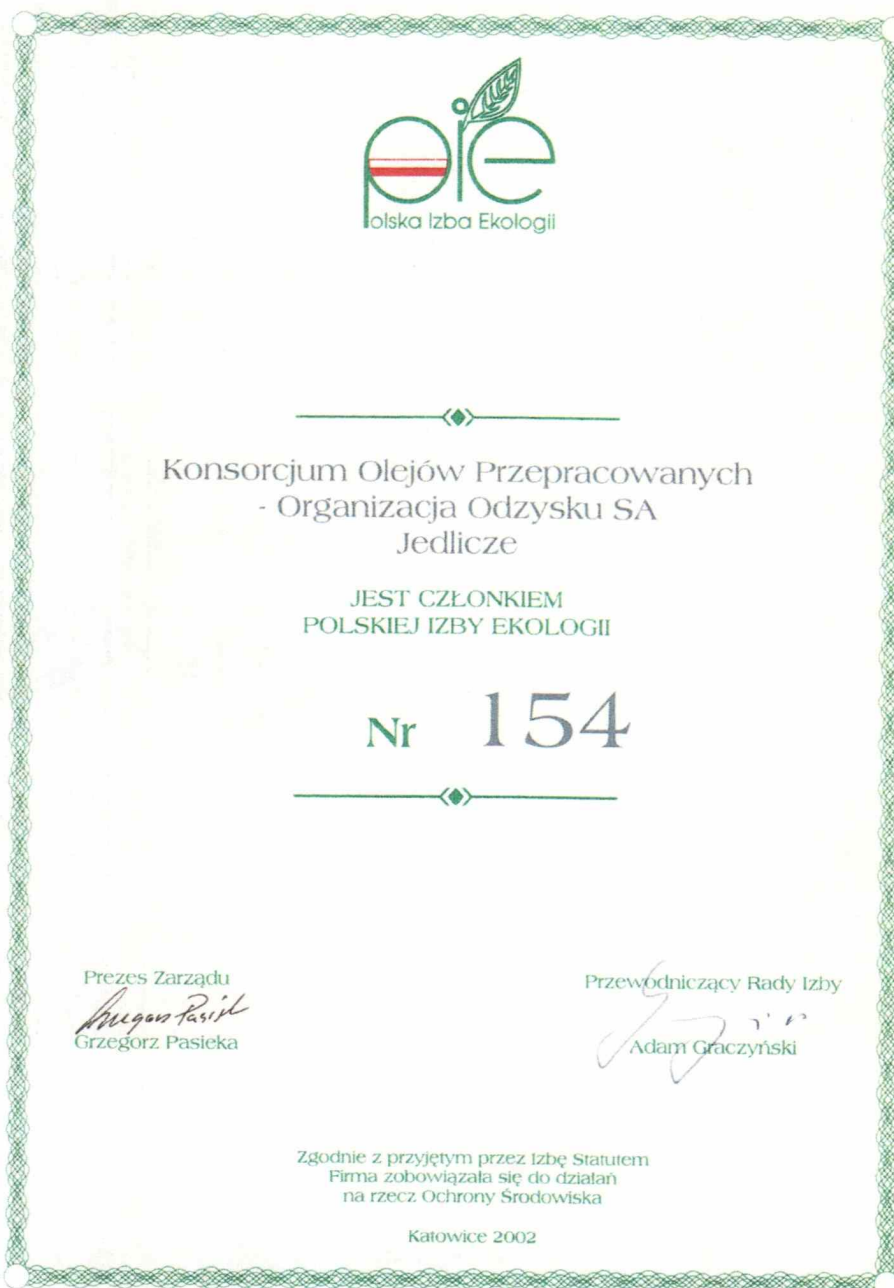 pie
Polska Izba Ekologii
Konsorcjum Olejów Przepracowanych
- Organizacja Odzysku SA
Jedlicze
JEST CZŁONKIEM
POLSKIEJ IZBY EKOLOGII
Nr 154
Prezes Zarządu
Grzegorz Pasieka
Przewodniczący Rady Izby
Adam Graczyński
Zgodnie z przyjętym przez Izbę Statutem
Firma zobowiązała się do działań
na rzecz Ochrony Środowiska
Katowice 2002